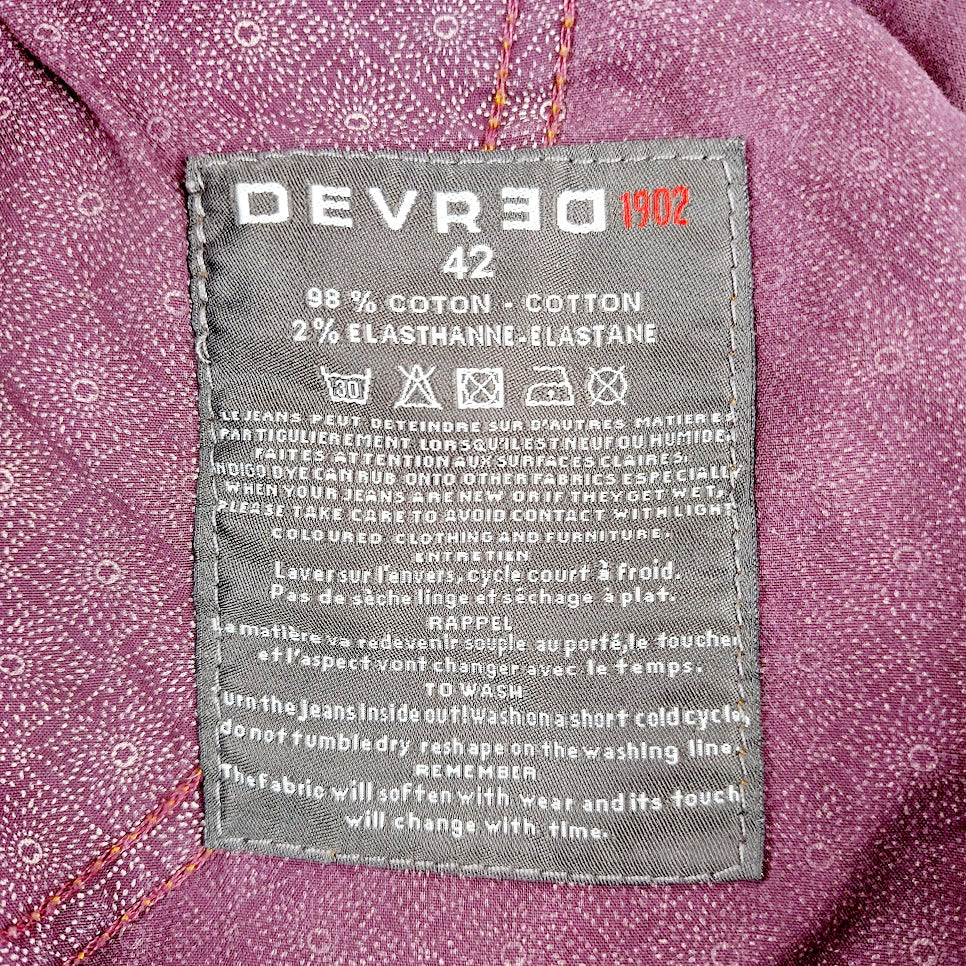 DEVRED 1902
42
98 % COTON - COTTON
2% ELASTHANNE-ELASTANE
30
LE JEANS PEUT DETEINDRE SUR D'AUTRES MATIERES
PARTICULIEREMENT LORSQU'IL EST NEUF OU HUMIDE.
FAITES ATTENTION AUX SURFACES CLAIRES.
INDIGO DYE CAN RUB ONTO OTHER FABRICS ESPECIALLY
WHEN YOUR JEANS ARE NEW OR IF THEY GET WET,
PLEASE TAKE CARE TO AVOID CONTACT WITH LIGHT
COLOURED CLOTHING AND FURNITURE.
ENTRETIEN
Laver sur l'envers, cycle court à froid.
Pas de sèche linge et séchage à plat.
RAPPEL
La matière va redevenir souple au porté, le toucher
et l'aspect vont changer avec le temps.
TO WASH
Turn the jeans inside out! wash on a short cold cycle,
do not tumble dry reshape on the washing line.
REMEMBER
The fabric will soften with wear and its touch
will change with time.